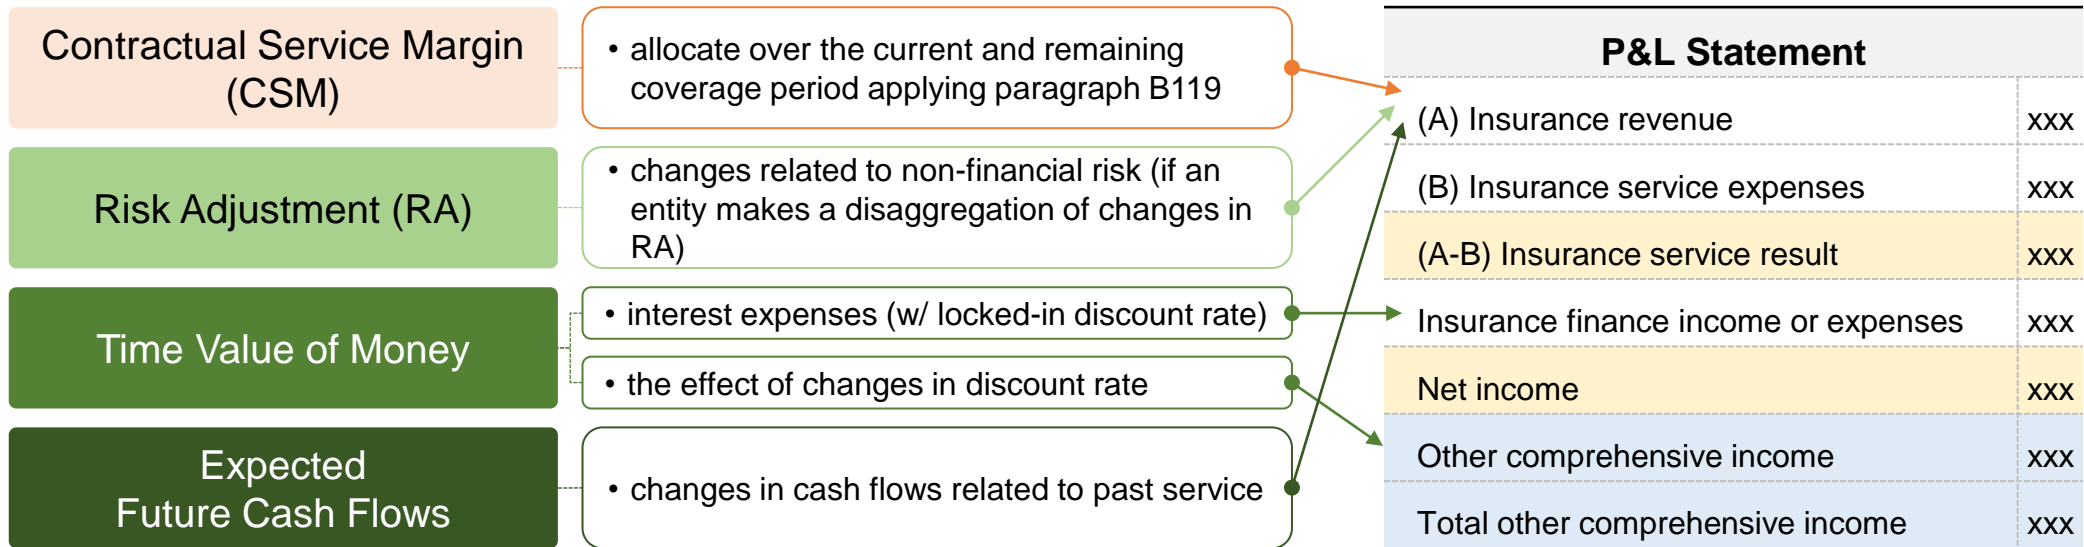 Contractual Service Margin
(CSM)
• allocate over the current and remaining
coverage period applying paragraph B119
Risk Adjustment (RA)
• changes related to non-financial risk (if an
entity makes a disaggregation of changes in
RA)
Time Value of Money
• interest expenses (w/ locked-in discount rate)
• the effect of changes in discount rate
Expected
Future Cash Flows
• changes in cash flows related to past service
P&L Statement
(A) Insurance revenue xxx
(B) Insurance service expenses xxx
(A-B) Insurance service result xxx
Insurance finance income or expenses xxx
Net income xxx
Other comprehensive income xxx
Total other comprehensive income xxx